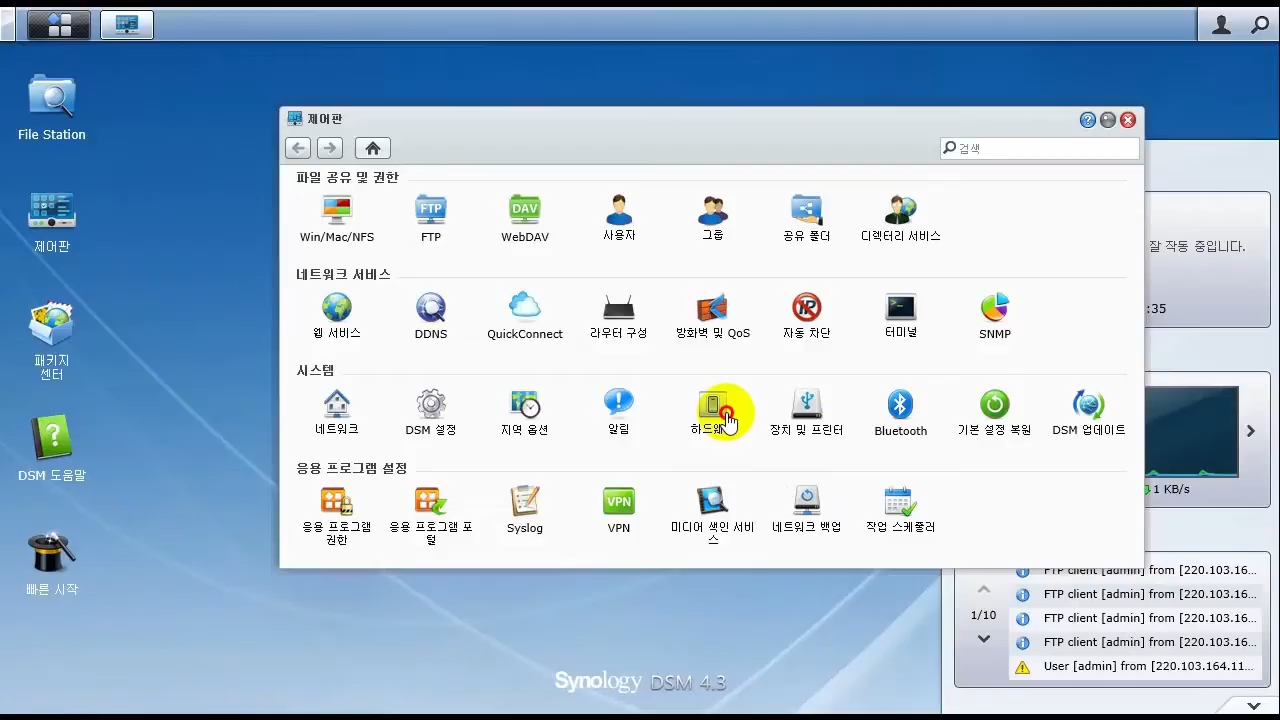 File Station
제어판
패키지
센터
DSM 도움말
빠른 시작
제어판
검색
파일 공유 및 권한
Win/Mac/NFS
FTP
FTP
DAV
WebDAV
사용자
그룹
공유 폴더
디렉터리 서비스
네트워크 서비스
웹 서비스
DDNS
QuickConnect
라우터 구성
방화벽 및 QoS
IP
자동 차단
터미널
SNMP
시스템
네트워크
DSM 설정
지역 옵션
알림
장치 및 프린터
Bluetooth
기본 설정 복원
DSM 업데이트
응용 프로그램 설정
응용 프로그램
권한
응용 프로그램 포
털
Syslog
VPN
VPN
미디어 색인 서비
스
네트워크 백업
작업 스케줄러
잘 작동 중입니다.
:35
1 KB/s
1/10
FTP client [admin] from [220.103.16...
FTP client [admin] from [220.103.16...
FTP client [admin] from [220.103.16...
FTP client [admin] from [220.103.16...
User [admin] from [220.103.164.11...
Synology DSM 4.3